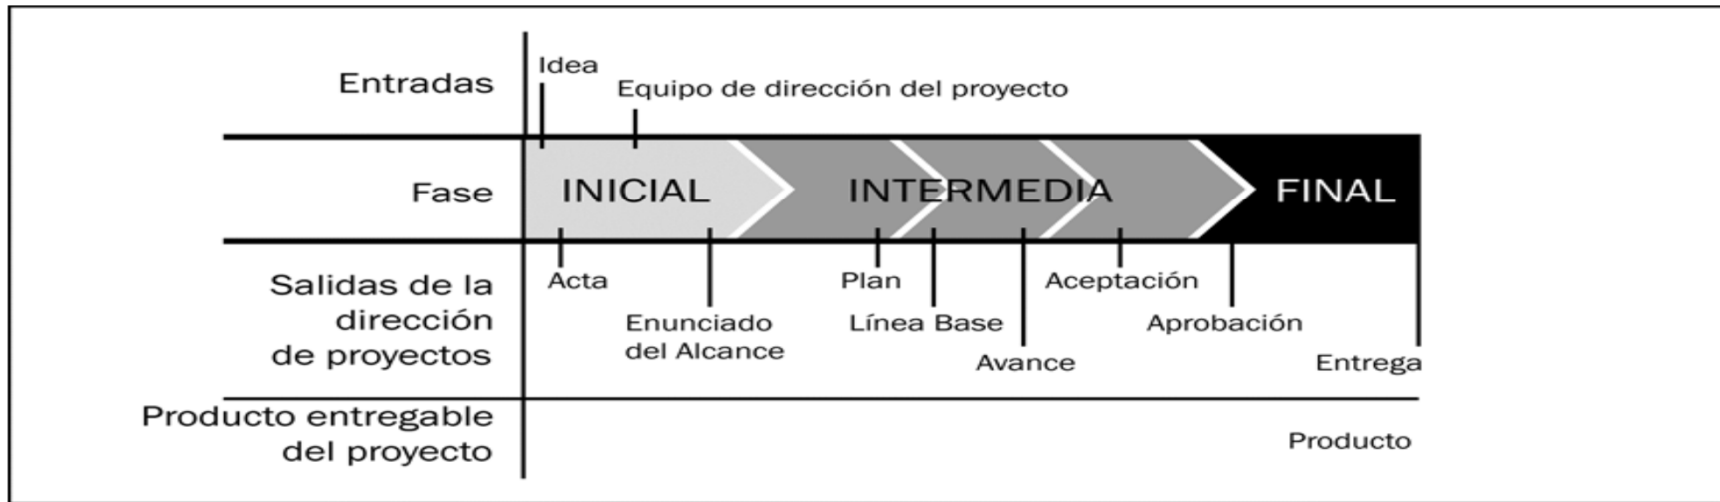 Entradas
Idea
Equipo de dirección del proyecto
Fase
INICIAL
INTERMEDIA
FINAL
Salidas de la
dirección
de proyectos
Acta
Enunciado
del Alcance
Plan
Línea Base
Avance
Aceptación
Aprobación
Entrega
Producto entregable
del proyecto
Producto